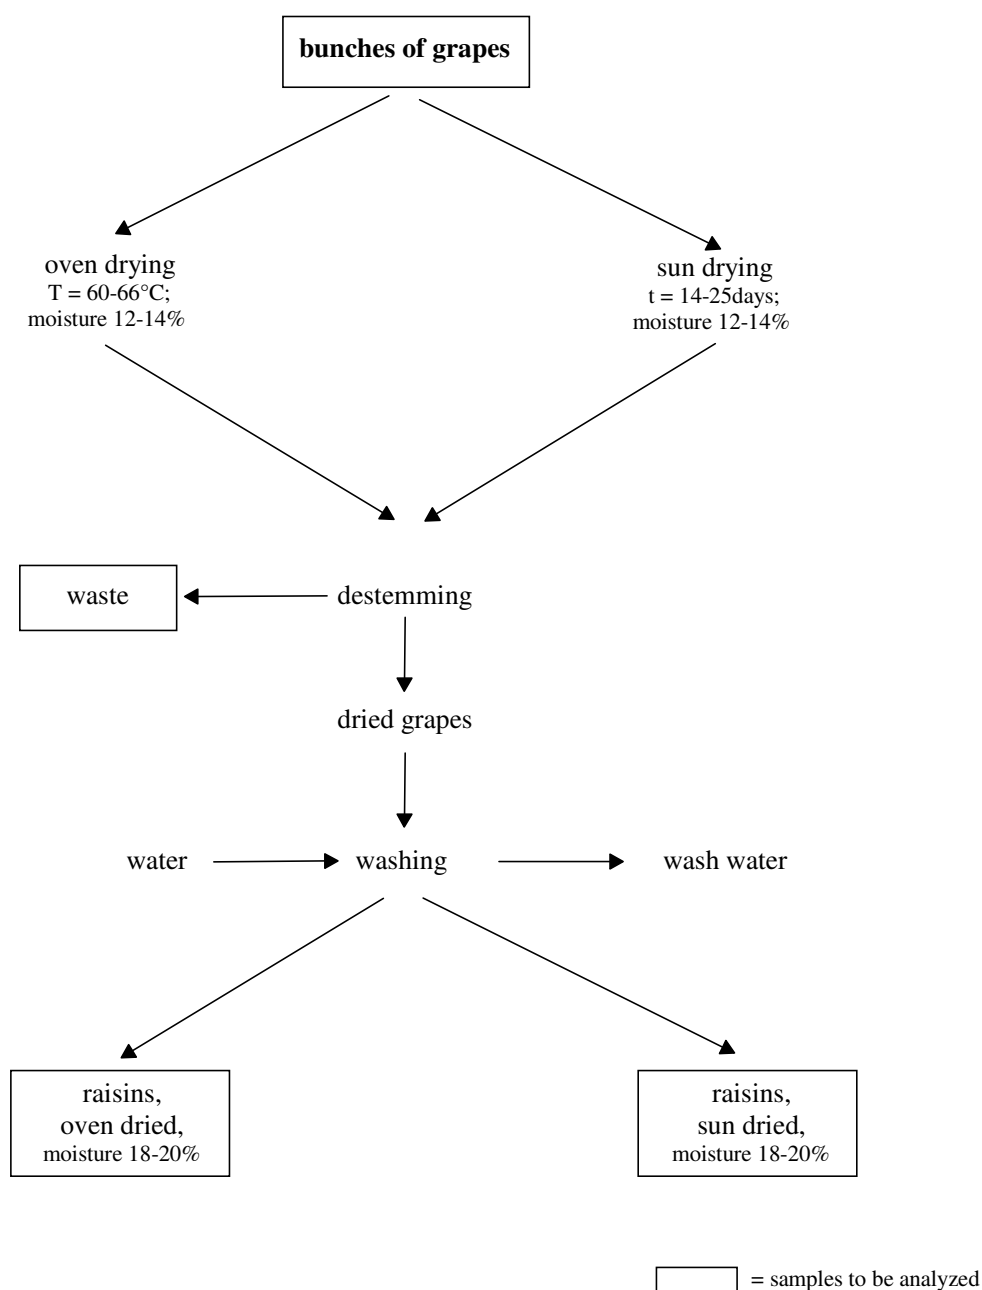 bunches of grapes
oven drying
T = 60-66°C;
moisture 12-14%
sun drying
t = 14-25days;
moisture 12-14%
waste
destemming
dried grapes
water
washing
wash water
raisins,
oven dried,
moisture 18-20%
raisins,
sun dried,
moisture 18-20%
= samples to be analyzed